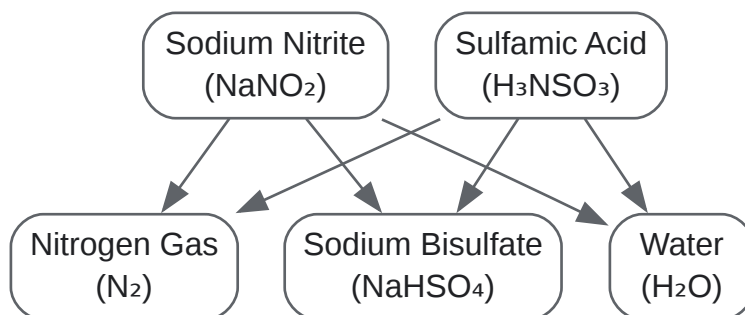 Sodium Nitrite
(NaNO₂)
Sulfamic Acid
(H₃NSO₃)
Nitrogen Gas
(N₂)
Sodium Bisulfate
(NaHSO₄)
Water
(H₂O)